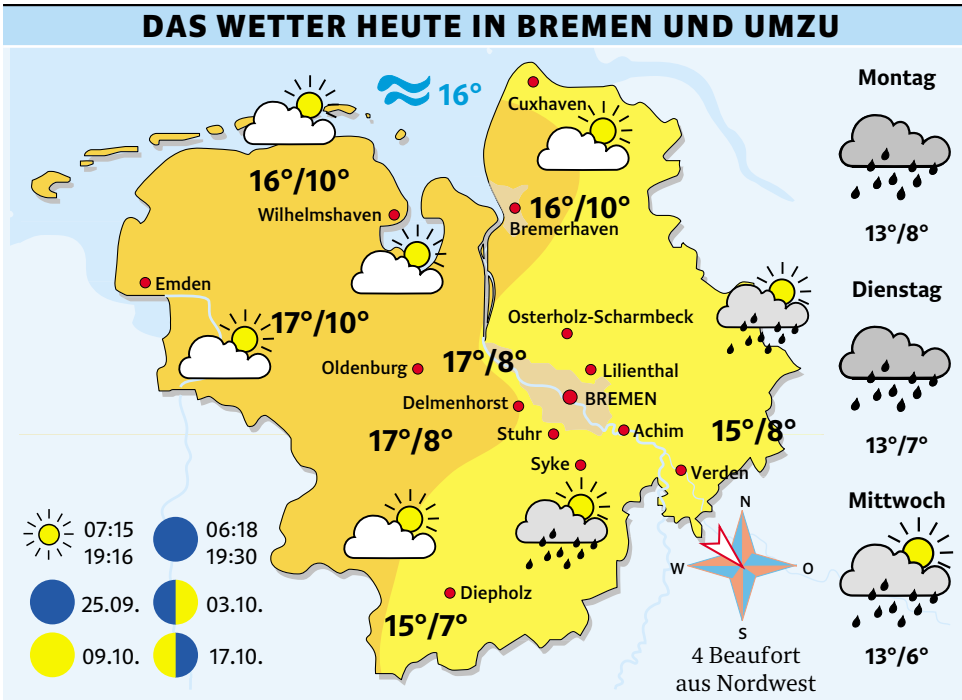 DAS WETTER HEUTE IN BREMEN UND UMZU
16°
Cuxhaven
16°/10°
Wilhelmshaven
16°/10°
Bremerhaven
Emden
17°/10°
Osterholz-Scharmbeck
Oldenburg
17°/8°
Lilienthal
Delmenhorst
BREMEN
17°/8°
Stuhr
Achim
15°/8°
Syke
Verden
Diepholz
15°/7°
Montag
13°/8°
Dienstag
13°/7°
Mittwoch
13°/6°
07:15
19:16
06:18
19:30
25.09.
03.10.
09.10.
17.10.
N
W
O
S
4 Beaufort
aus Nordwest